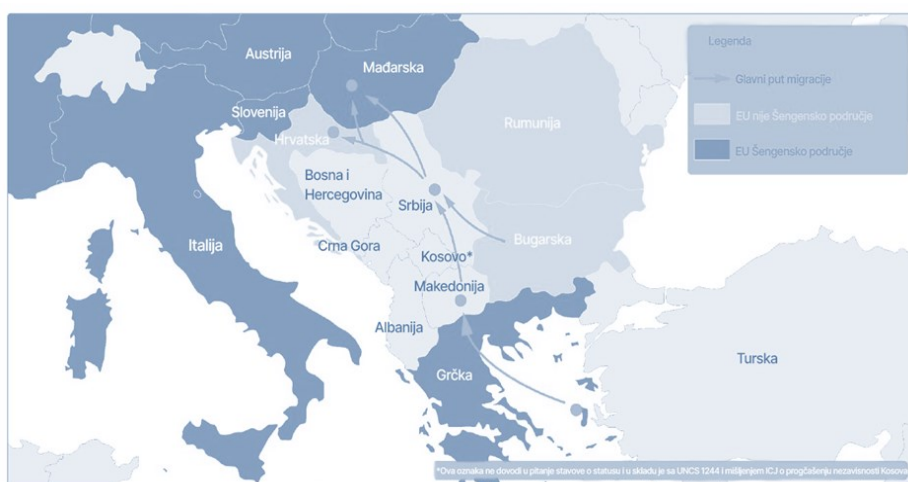 Legenda
Austrija
Mađarska
Glavni put migracije
Slovenija
EU nije Šengensko područje
Rumunija
Hrvatska
EU Šengensko područje
Bosna i
Hercegovina
Srbija
Italija
Crna Gora
Bugarska
Kosovo*
Makedonija
Albanija
Turska
Grčka
*Ova oznaka ne dovodi u pitanje stavove o statusu i u skladu je sa UNCS 1244 i mišljenjem ICJ o progčašenju nezavisnosti Kosova